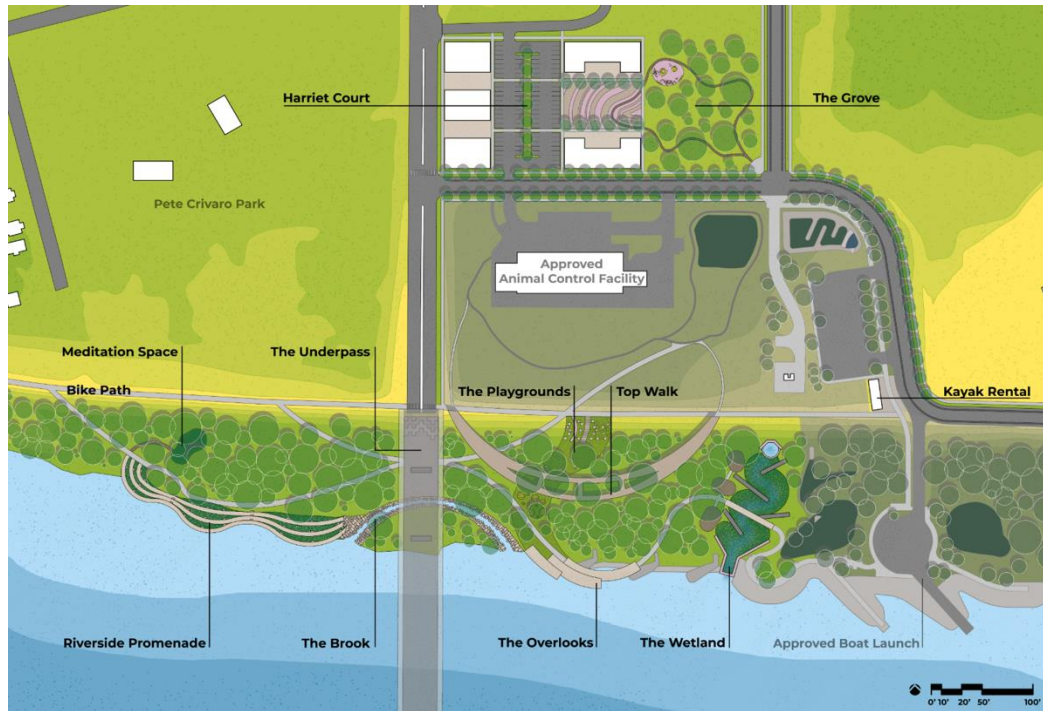 Harriet Court
The Grove
Pete Crivaro Park
Approved
Animal Control Facility
Meditation Space
The Underpass
Bike Path
The Playgrounds
Top Walk
Kayak Rental
Riverside Promenade
The Brook
The Overlooks
The Wetland
Approved Boat Launch
0' 10' 20' 50' 100'